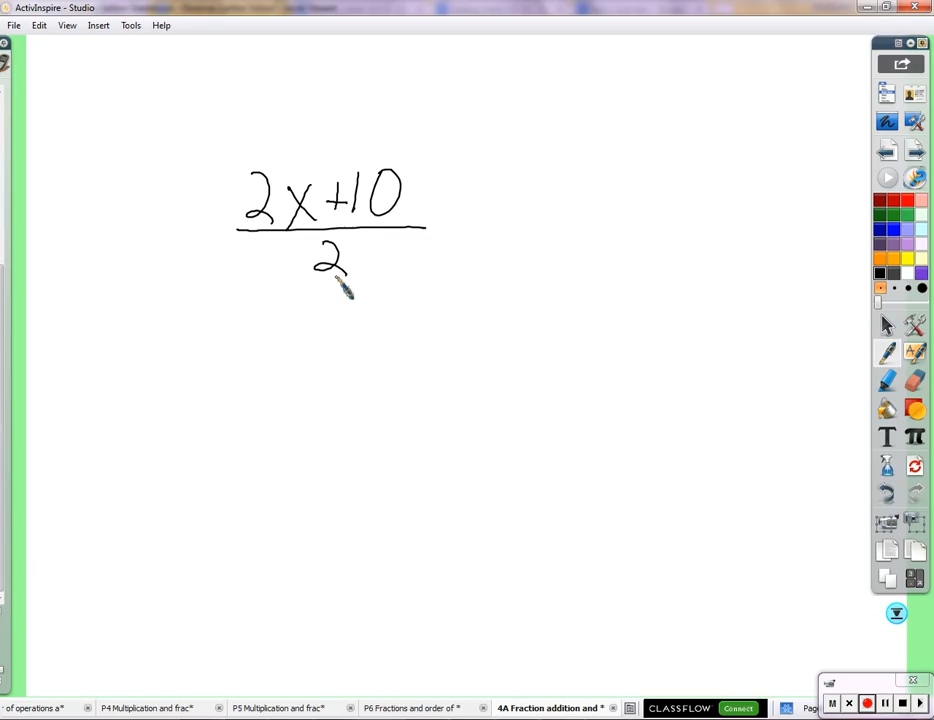 ActivInspire - Studio
File Edit View Insert Tools Help
2x+10
2
r of operations a*
P4 Multiplication and frac*
P5 Multiplication and frac*
P6 Fractions and order of *
4A Fraction addition and *
CLASSFLOW Connect
Page
T π
M